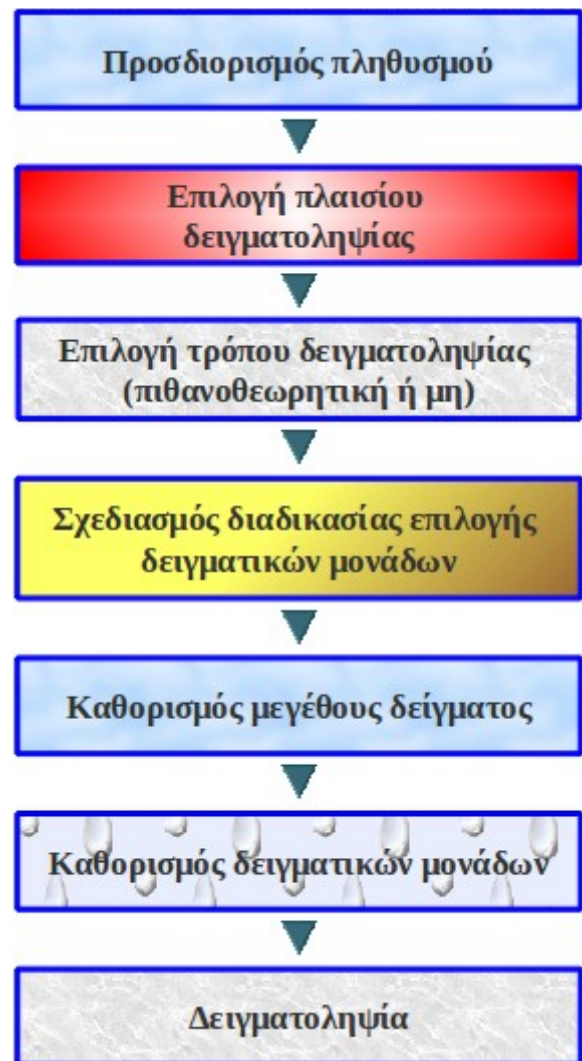 Προσδιορισμός πληθυσμού
Επιλογή πλαισίου
δειγματοληψίας
Επιλογή τρόπου δειγματοληψίας
(πιθανοθεωρητική ή μη)
Σχεδιασμός διαδικασίας επιλογής
δειγματικών μονάδων
Καθορισμός μεγέθους δείγματος
Καθορισμός δειγματικών μονάδων
Δειγματοληψία